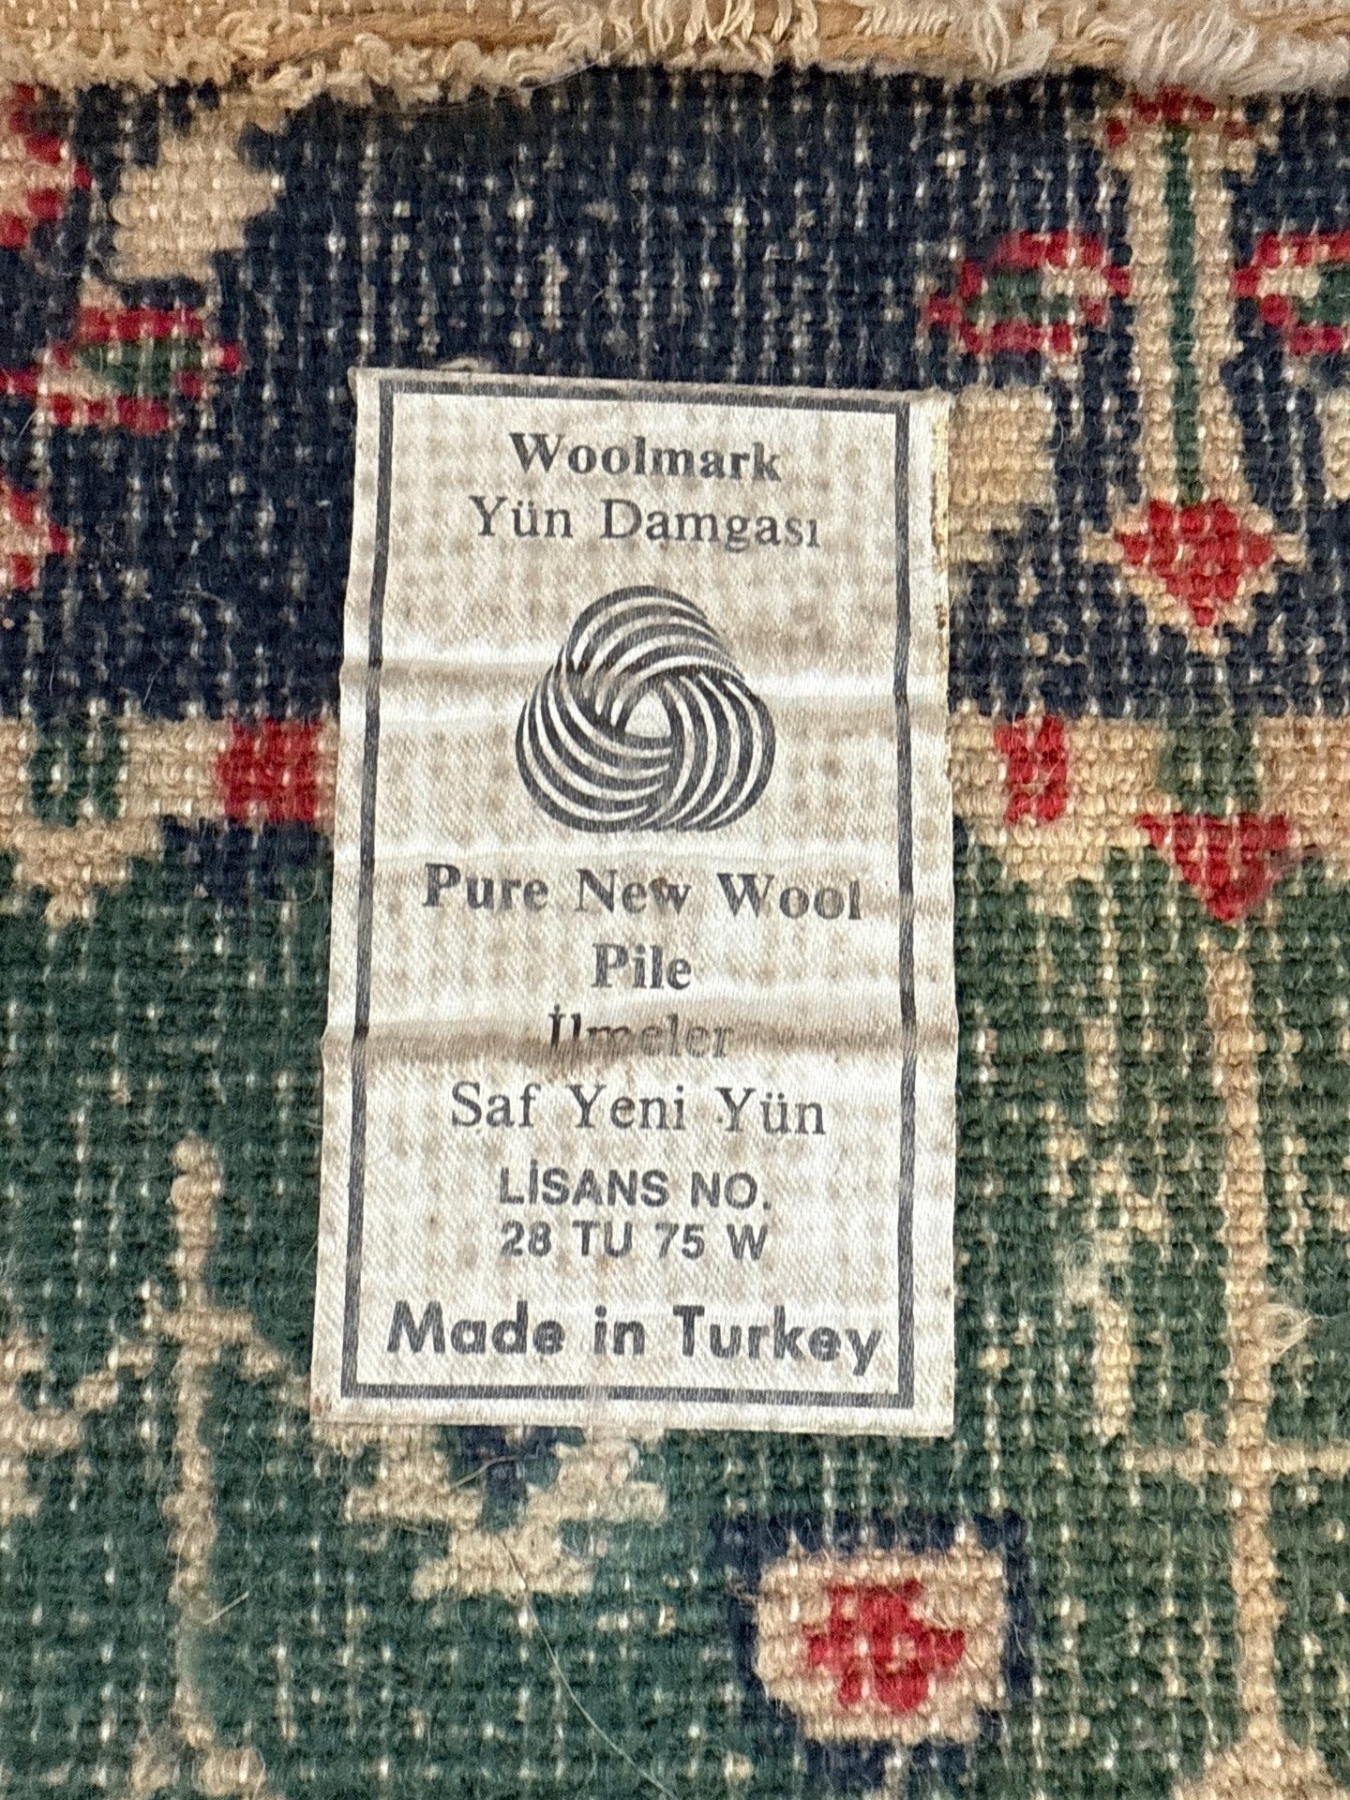 Woolmark
Yün Damgası
Pure New Wool
Pile
İlmeler
Saf Yeni Yün
LİSANS NO.
28 TU 75 W
Made in Turkey